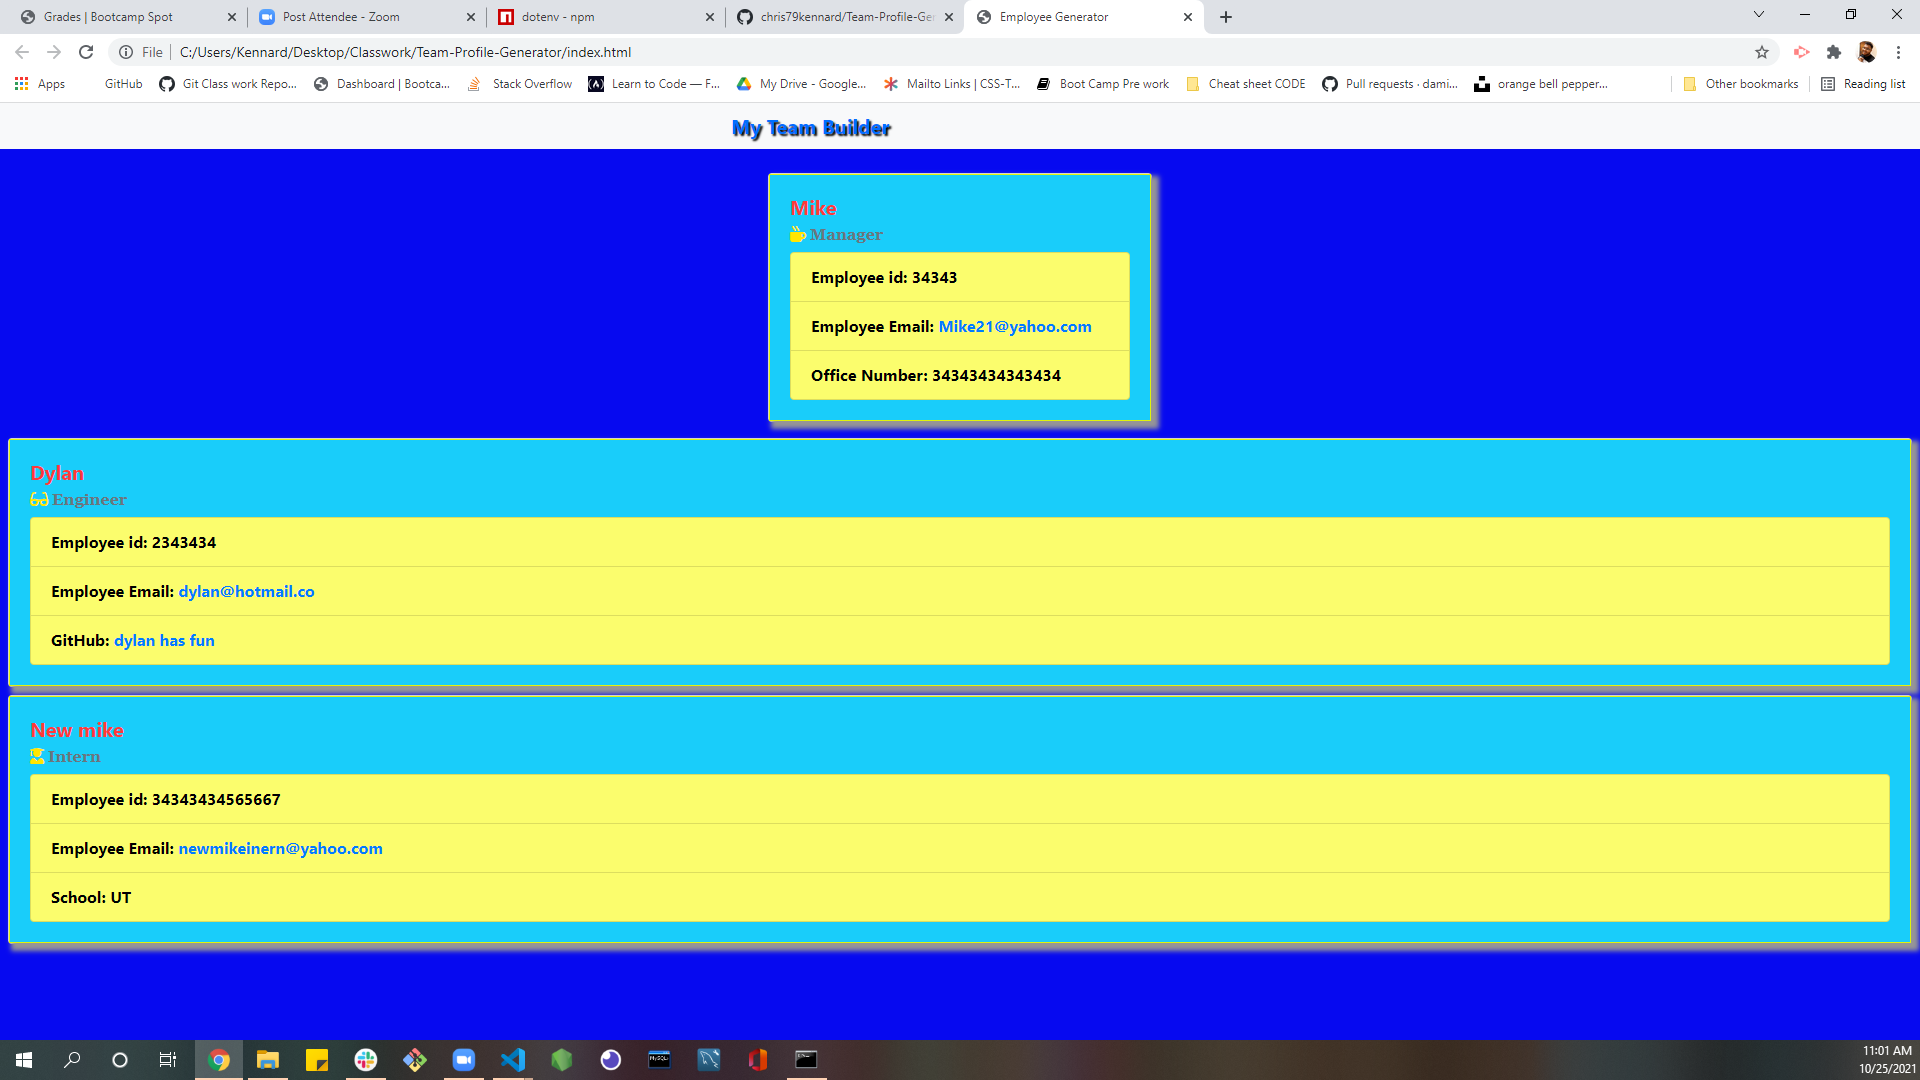 Grades | Bootcamp Spot
Post Attendee - Zoom
dotenv - npm
chris79kennard/Team-Profile-Ge
Employee Generator
File
C:/Users/Kennard/Desktop/Classwork/Team-Profile-Generator/index.html
Apps
GitHub
Git Class work Repo...
Dashboard | Bootca...
Stack Overflow
Learn to Code — F...
My Drive - Google...
Mailto Links | CSS-T...
Boot Camp Pre work
Cheat sheet CODE
Pull requests · dami...
orange bell pepper...
Other bookmarks
Reading list
My Team Builder
Mike
Manager
Employee id: 34343
Employee Email: Mike21@yahoo.com
Office Number: 34343434343434
Dylan
Engineer
Employee id: 2343434
Employee Email: dylan@hotmail.co
GitHub: dylan has fun
New mike
Intern
Employee id: 34343434565667
Employee Email: newmikeinern@yahoo.com
School: UT
11:01 AM
10/25/2021